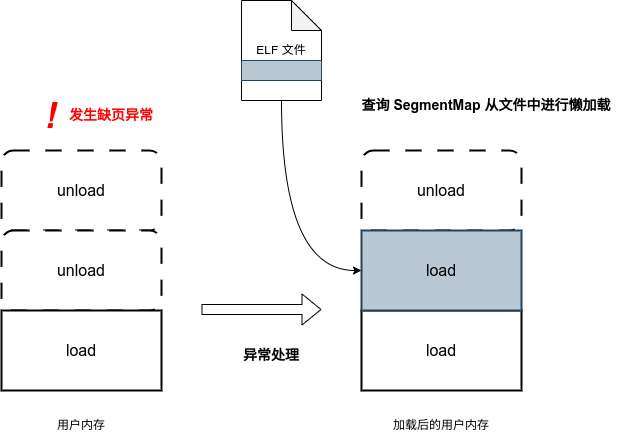 ELF 文件
发生缺页异常
查询 SegmentMap 从文件中进行懒加载
unload
unload
load
异常处理
unload
load
load
用户内存
加载后的用户内存